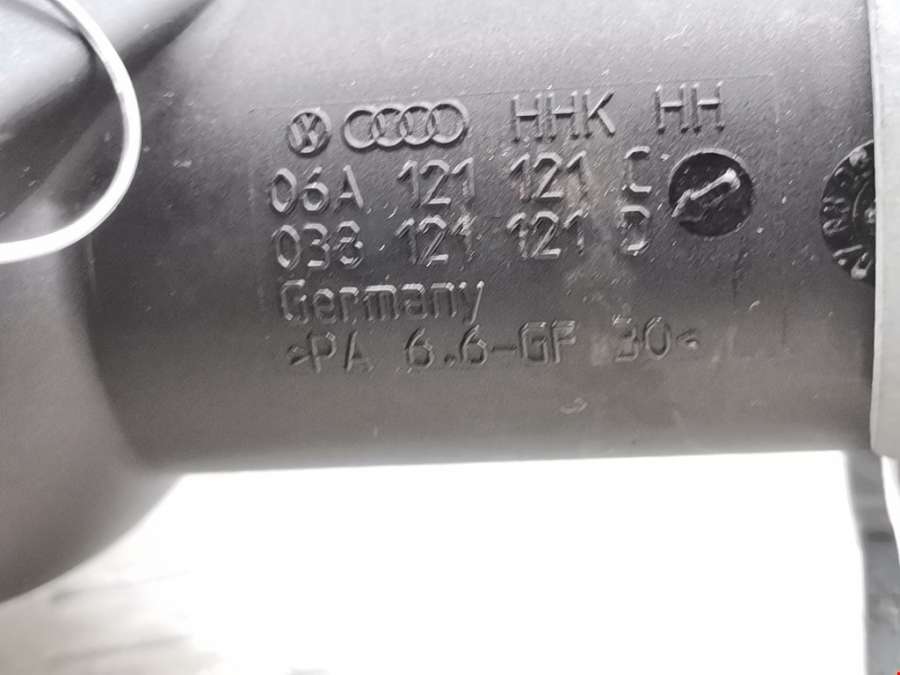 HHK HH
06A 121 121 C
038 121 121 D
Germany
>PA 6.6-GF 30<